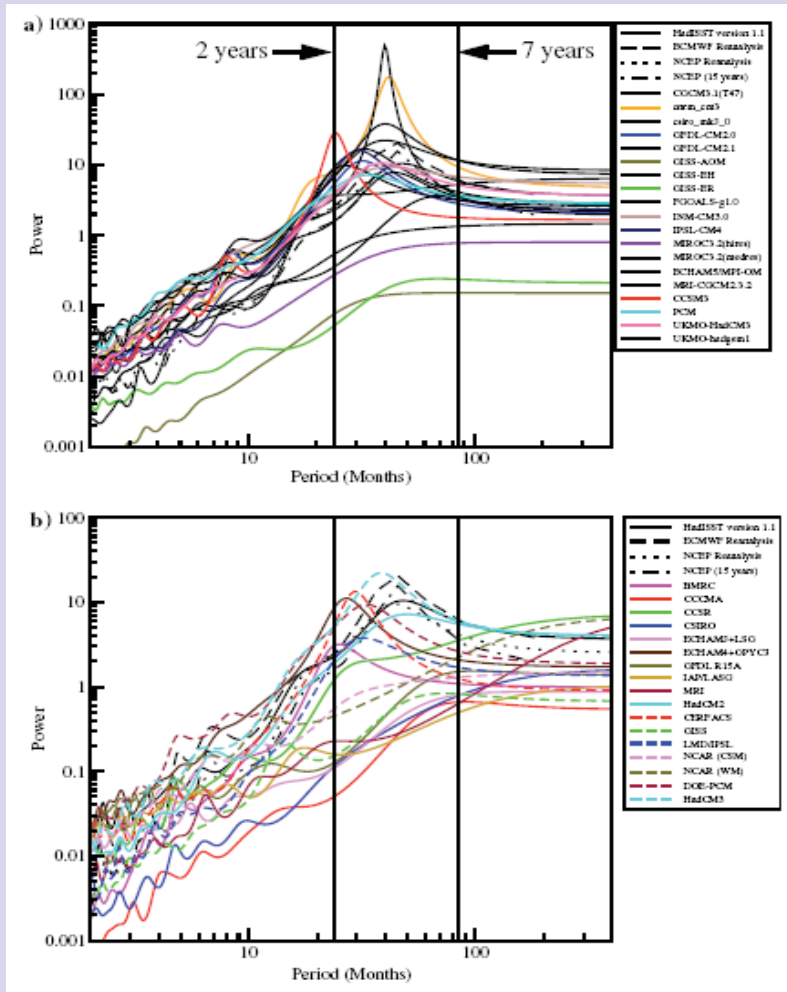 a)
1000
100
10
1
0.1
0.01
0.001
Power
2 years
7 years
10
100
Period (Months)
HadISST version 1.1
ECMWF Reanalysis
NCEP Reanalysis
NCEP (15 years)
CGCM3.1(T47)
cnrm_cm3
csiro_mk3_0
GFDL-CM2.0
GFDL-CM2.1
GISS-AOM
GISS-EH
GISS-ER
FGOALS-g1.0
INM-CM3.0
IPSL-CM4
MIROC3.2(hires)
MIROC3.2(medres)
ECHAM5/MPI-OM
MRI-CGCM2.3.2
CCSM3
PCM
UKMO-HadCM3
UKMO-hadgem1
b)
100
10
1
0.1
0.01
0.001
Power
10
100
Period (Months)
HadISST version 1.1
ECMWF Reanalysis
NCEP Reanalysis
NCEP (15 years)
BMRC
CCCMA
CCSR
CSIRO
ECHAM3+LSG
ECHAM4+OPYC3
GFDL R15A
IAP/LASG
MRI
HadCM2
CERFACS
GISS
LMD/IPSL
NCAR (CSM)
NCAR (WM)
DOE-PCM
HadCM3